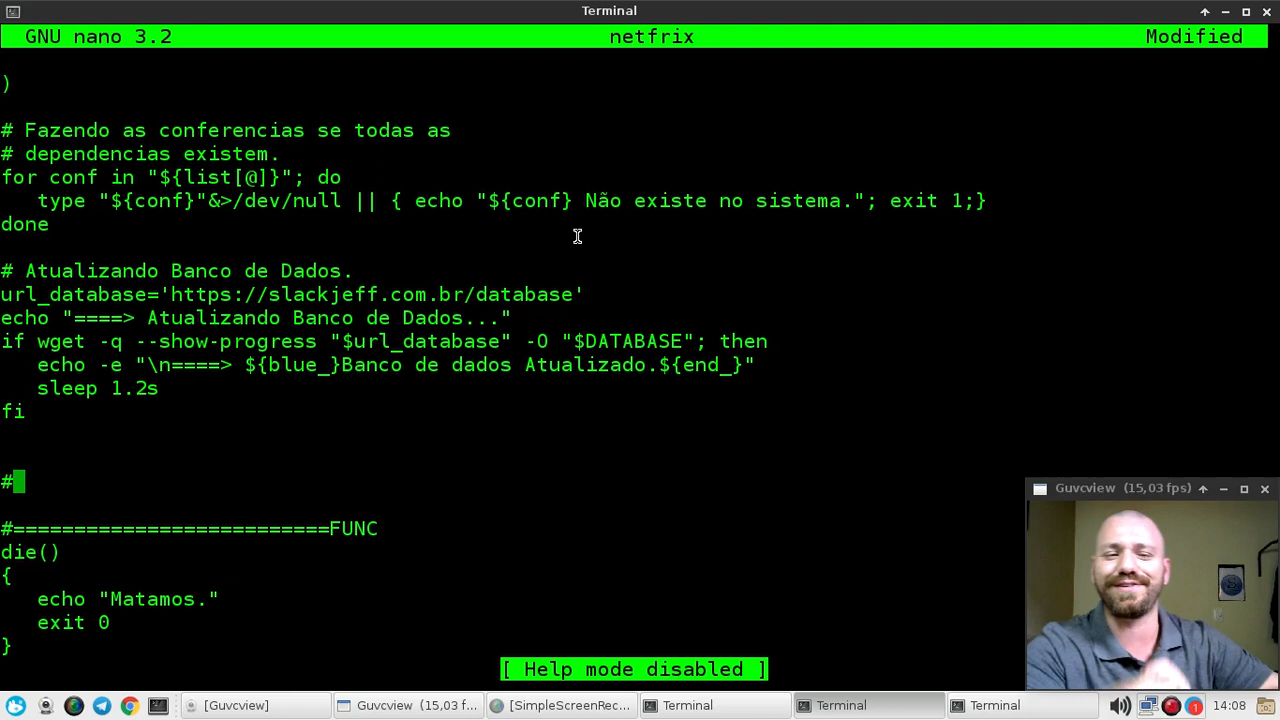 Terminal
GNU nano 3.2 netfrix Modified
)
# Fazendo as conferencias se todas as
# dependencias existem.
for conf in "${list[@]}"; do
   type "${conf}"&>/dev/null || { echo "${conf} Não existe no sistema."; exit 1;}
done
# Atualizando Banco de Dados.
url_database='https://slackjeff.com.br/database'
echo "====> Atualizando Banco de Dados..."
if wget -q --show-progress "$url_database" -O "$DATABASE"; then
   echo -e "\n====> ${blue_}Banco de dados Atualizado.${end_}"
   sleep 1.2s
fi
#
Guvcview (15,03 fps)
#==========================FUNC
die()
{
   echo "Matamos."
   exit 0
}
[ Help mode disabled ]
[Guvcview] Guvcview (15,0 f... [SimpleScreenRec... Terminal Terminal Terminal 1 14:08